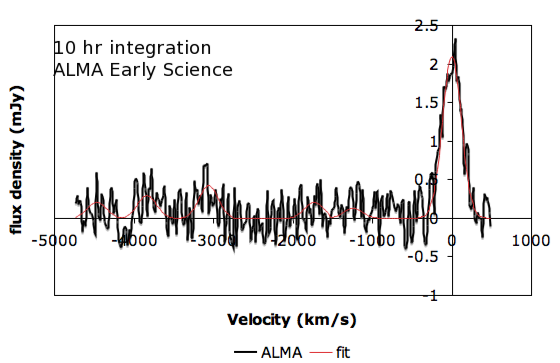 10 hr integration
ALMA Early Science
2.5
2
1.5
1
0.5
0
-0.5
-1
-5000 -4000 -3000 -2000 -1000 0 1000
flux density (mJy)
Velocity (km/s)
ALMA fit